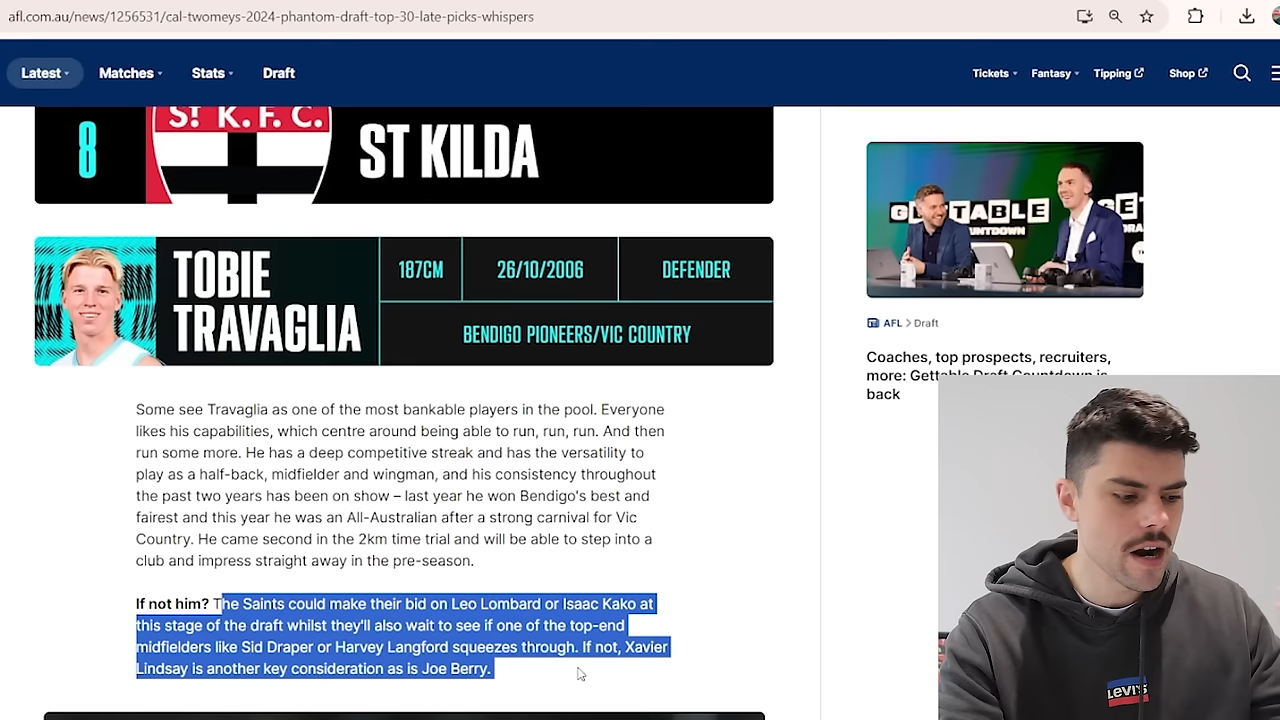 afl.com.au/news/1256531/cal-twomeys-2024-phantom-draft-top-30-late-picks-whispers
Latest Matches Stats Draft Tickets Fantasy Tipping Shop
8 ST K.F.C. ST KILDA
TOBIE
TRAVAGLIA
187CM 26/10/2006 DEFENDER
BENDIGO PIONEERS/VIC COUNTRY
Some see Travaglia as one of the most bankable players in the pool. Everyone
likes his capabilities, which centre around being able to run, run, run. And then
run some more. He has a deep competitive streak and has the versatility to
play as a half-back, midfielder and wingman, and his consistency throughout
the past two years has been on show – last year he won Bendigo's best and
fairest and this year he was an All-Australian after a strong carnival for Vic
Country. He came second in the 2km time trial and will be able to step into a
club and impress straight away in the pre-season.
If not him? The Saints could make their bid on Leo Lombard or Isaac Kako at
this stage of the draft whilst they'll also wait to see if one of the top-end
midfielders like Sid Draper or Harvey Langford squeezes through. If not, Xavier
Lindsay is another key consideration as is Joe Berry.
AFL > Draft
Coaches, top prospects, recruiters,
more: Gettable Draft Countdown is
back
LEVI'S